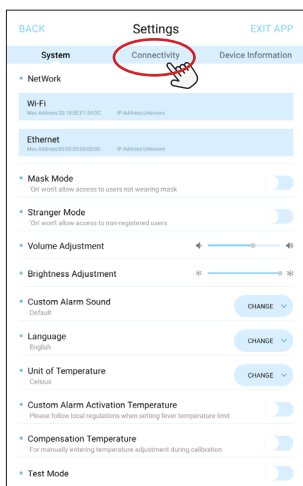 BACK Settings EXIT APP
System Connectivity Device Information
NetWork
Wi-Fi
Mac Address:20:19:0E:E1:59:0C IP Address:Unknown
Ethernet
Mac Address:00:00:00:00:00:00 IP Address:Unknown
Mask Mode
'On' won't allow access to users not wearing mask
Stranger Mode
'On' won't allow access to non-registered users
Volume Adjustment
Brightness Adjustment
Custom Alarm Sound
Default
CHANGE
Language
English
CHANGE
Unit of Temperature
Celsius
CHANGE
Custom Alarm Activation Temperature
Please follow local regulations when setting fever temperature limit
Compensation Temperature
For manually entering temperature adjustment during calibration
Test Mode